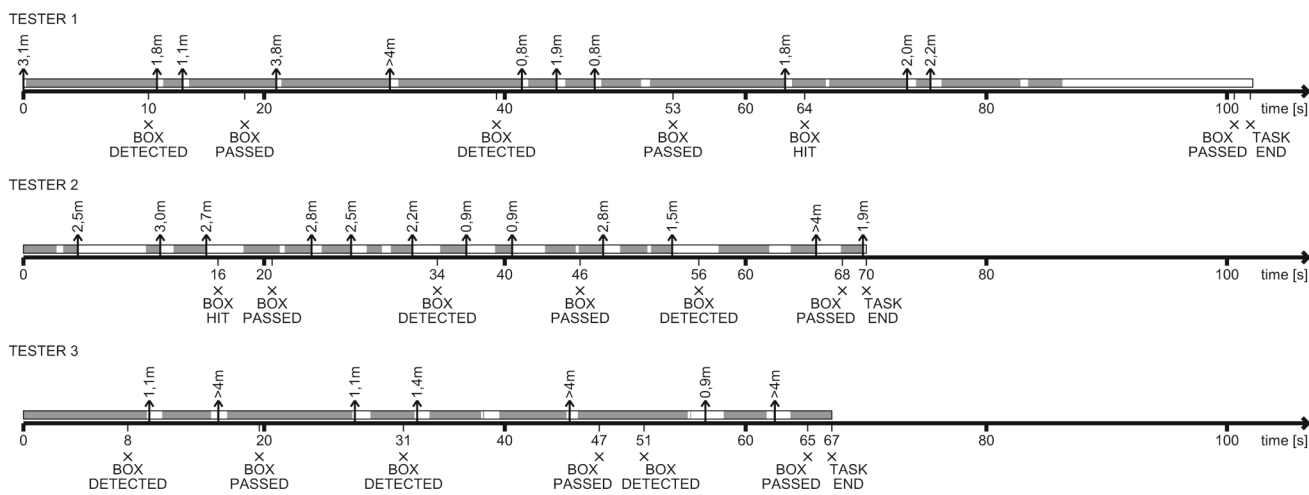 TESTER 1
3,1m 1,8m 1,1m 3,8m >4m 0,8m 1,9m 0,8m 1,8m 2,0m 2,2m
0 10 20 40 53 60 64 80 100 time [s]
BOX BOX BOX BOX BOX BOX TASK
DETECTED PASSED DETECTED PASSED HIT PASSED END
TESTER 2
2,5m 3,0m 2,7m 2,8m 2,5m 2,2m 0,9m 0,9m 2,8m 1,5m >4m 1,9m
0 16 20 34 40 46 56 60 68 70 80 100 time [s]
BOX BOX BOX BOX BOX BOX TASK
HIT PASSED DETECTED PASSED DETECTED PASSED END
TESTER 3
1,1m >4m 1,1m 1,4m >4m 0,9m >4m
0 8 20 31 40 47 51 60 65 67 80 100 time [s]
BOX BOX BOX BOX BOX BOX TASK
DETECTED PASSED DETECTED PASSED DETECTED PASSED END